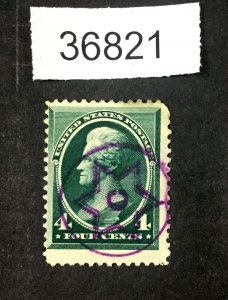 36821
UNITED STATES POSTAGE
4 4
FOUR CENTS